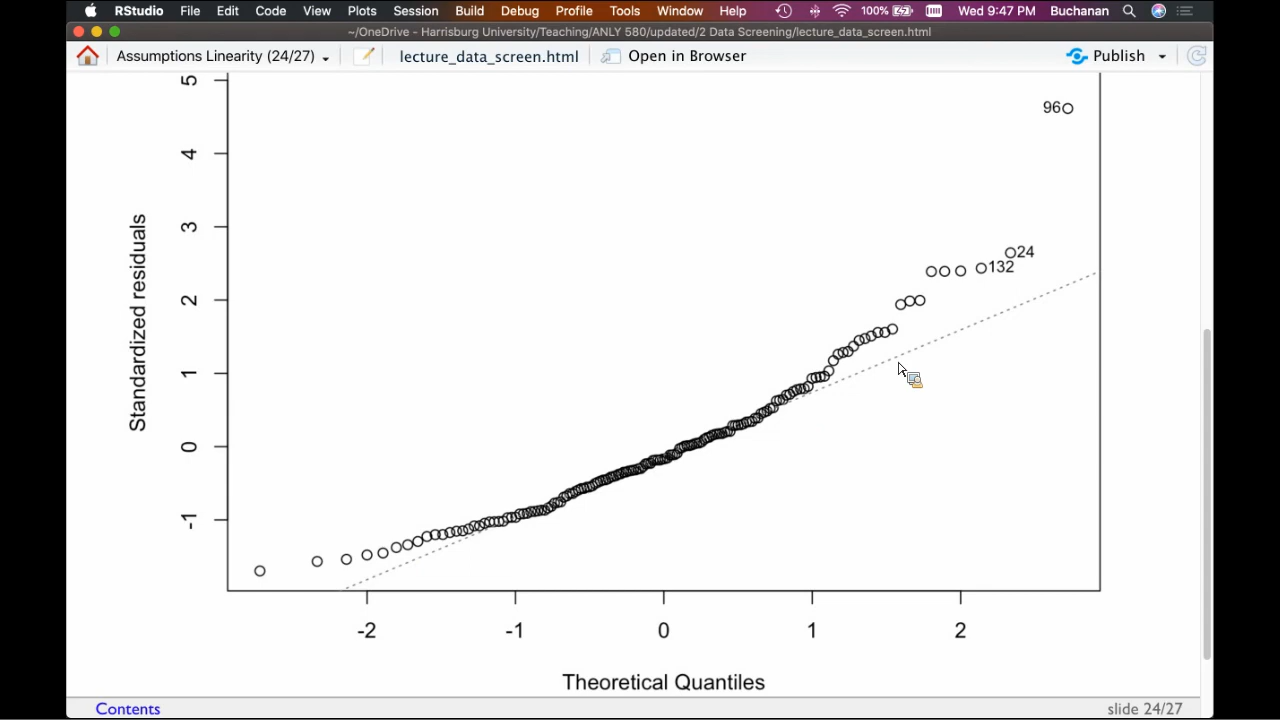 RStudio File Edit Code View Plots Session Build Debug Profile Tools Window Help 100% Wed 9:47 PM Buchanan
~/OneDrive - Harrisburg University/Teaching/ANLY 580/updated/2 Data Screening/lecture_data_screen.html
Assumptions Linearity (24/27) lecture_data_screen.html Open in Browser Publish
5
96
4
3
24
132
2
1
0
-1
Standardized residuals
-2 -1 0 1 2
Theoretical Quantiles
Contents slide 24/27